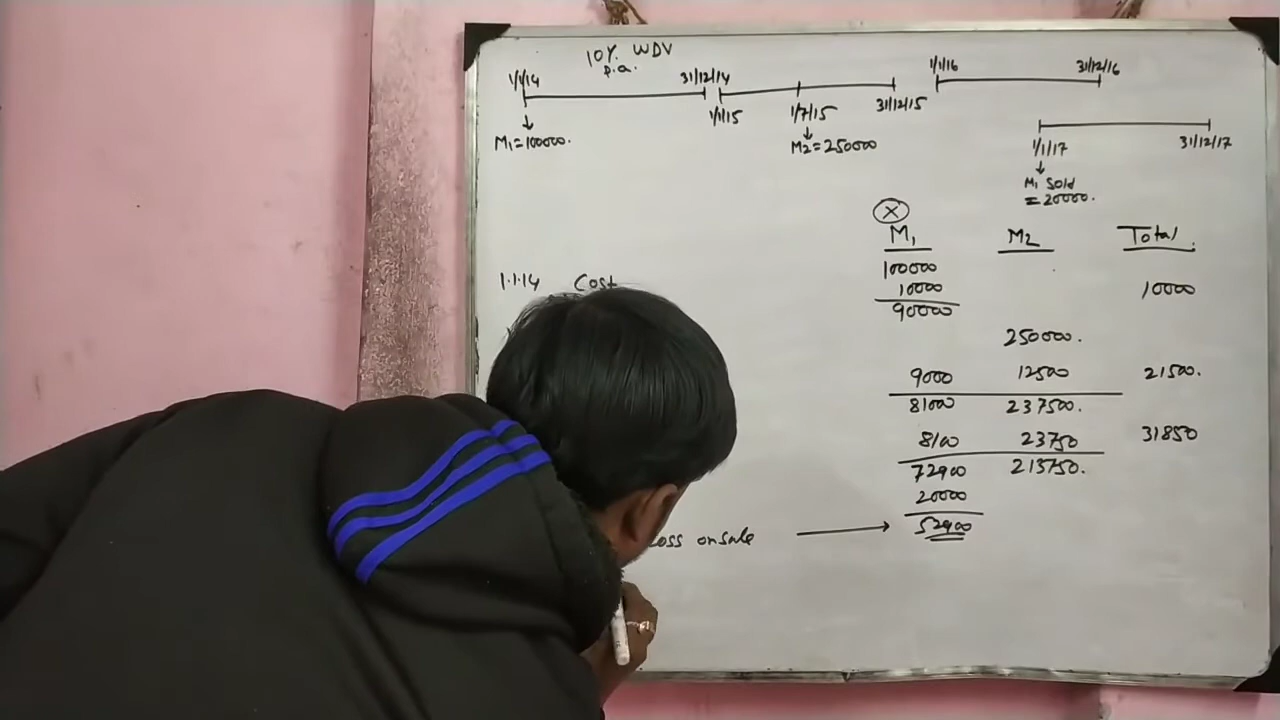 10%. WDV
p.a.
1/1/14 31/12/14 1/1/16 31/12/16
1/1/15 1/7/15 31/12/15
M1=100000. M2=250000
1/1/17 31/12/17
M1 Sold
=20000.
X
M1 M2 Total.
100000
1.1.14 Cost
10000 10000
90000
250000.
9000 12500 21500.
81000 237500.
8100 23750 31850
72900 213750.
20000
Loss on sale 52900